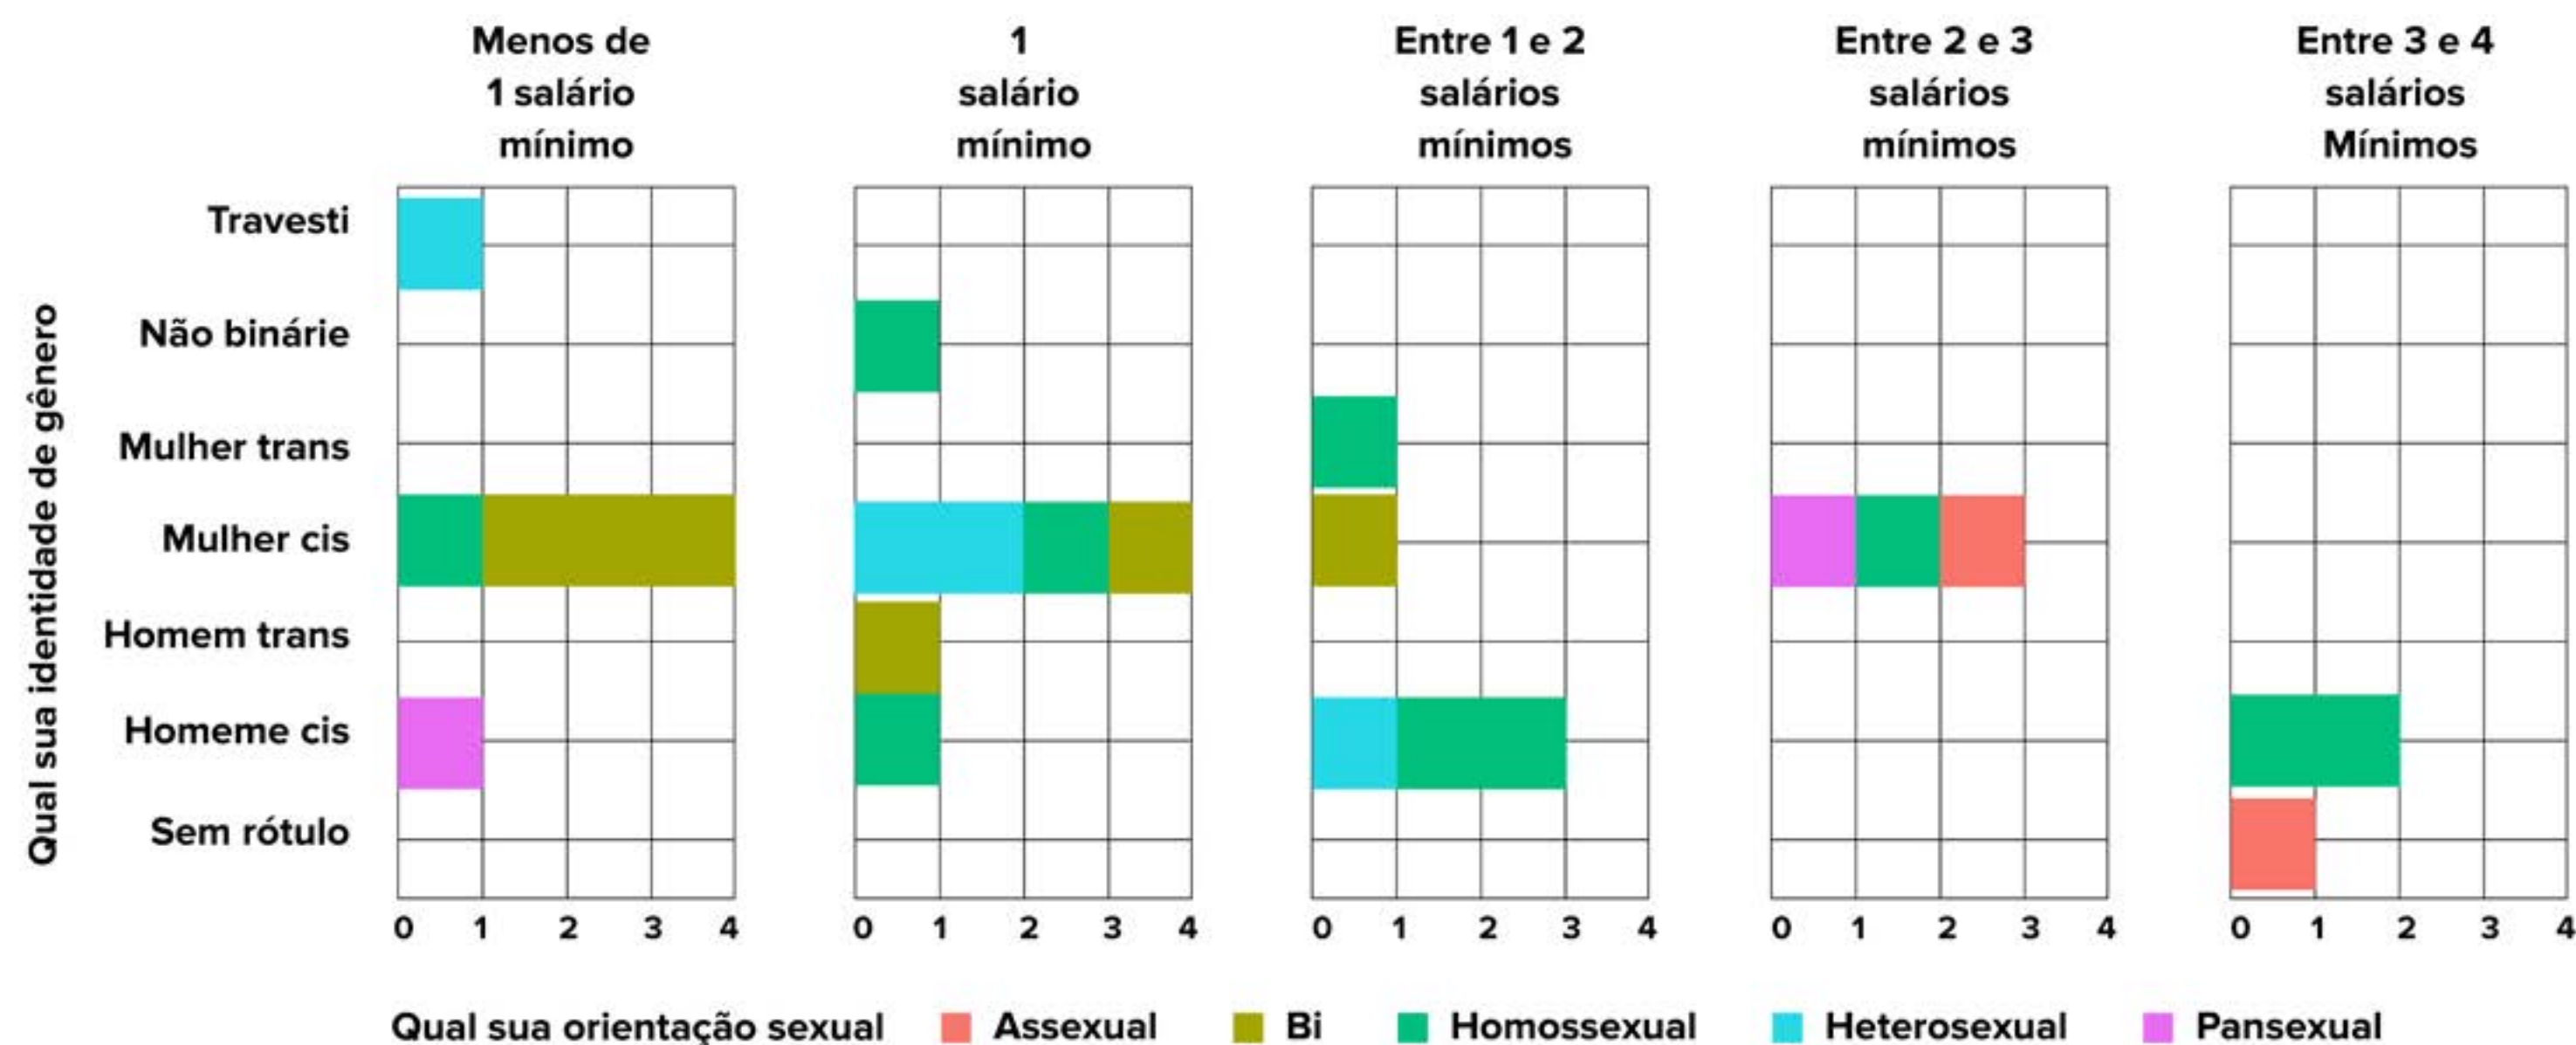 Menos de
1 salário
mínimo
1
salário
mínimo
Entre 1 e 2
salários
mínimos
Entre 2 e 3
salários
mínimos
Entre 3 e 4
salários
Mínimos
Qual sua identidade de gênero
Travesti
Não binárie
Mulher trans
Mulher cis
Homem trans
Homeme cis
Sem rótulo
0 1 2 3 4
0 1 2 3 4
0 1 2 3 4
0 1 2 3 4
0 1 2 3 4
Qual sua orientação sexual Assexual Bi Homossexual Heterosexual Pansexual